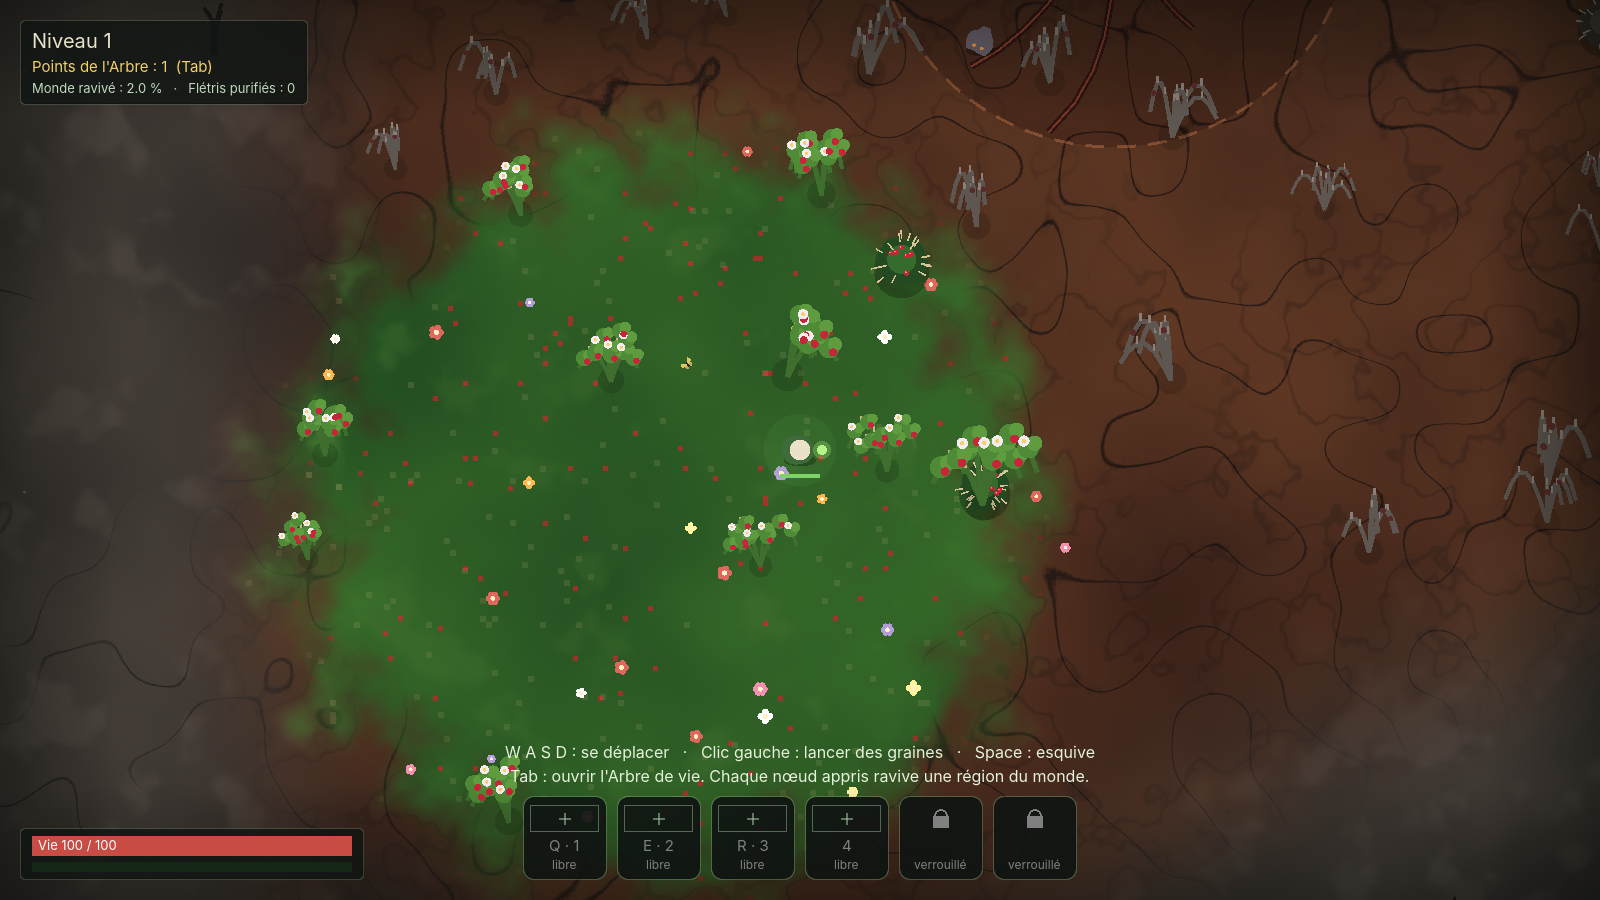 Niveau 1
Points de l'Arbre : 1  (Tab)
Monde ravivé : 2.0 %  ·  Flétris purifiés : 0
W A S D : se déplacer  ·  Clic gauche : lancer des graines  ·  Space : esquive
Tab : ouvrir l'Arbre de vie. Chaque nœud appris ravive une région du monde.
Q · 1
libre
E · 2
libre
R · 3
libre
4
libre
verrouillé
verrouillé
Vie 100 / 100